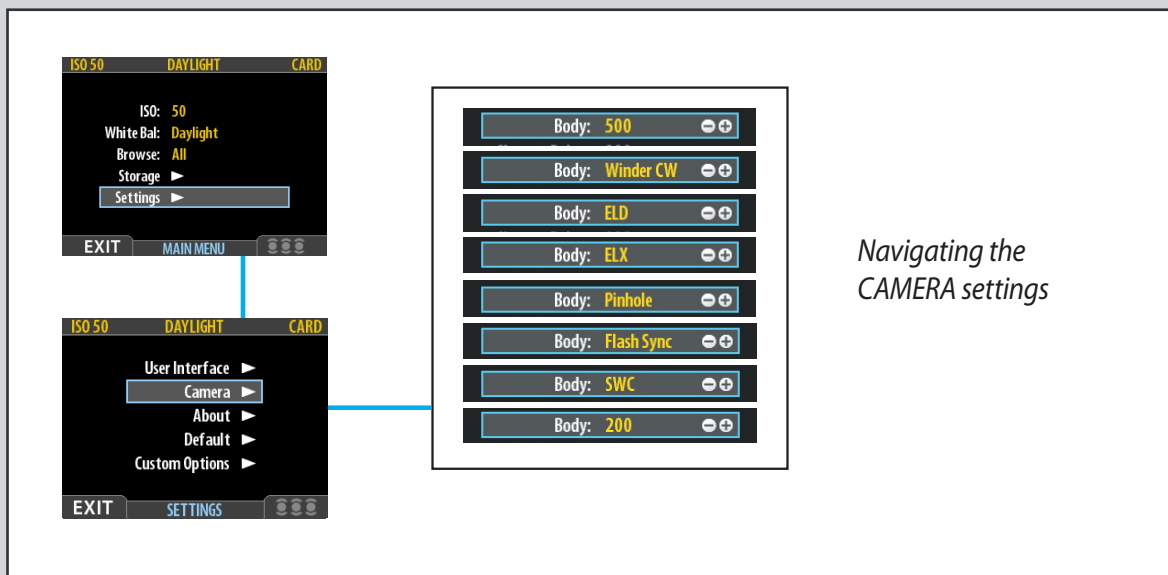 ISO 50 DAYLIGHT CARD
ISO: 50
White Bal: Daylight
Browse: All
Storage ►
Settings ►
EXIT MAIN MENU
ISO 50 DAYLIGHT CARD
User Interface ►
Camera ►
About ►
Default ►
Custom Options ►
EXIT SETTINGS
Body: 500
Body: Winder CW
Body: ELD
Body: ELX
Body: Pinhole
Body: Flash Sync
Body: SWC
Body: 200
Navigating the
CAMERA settings